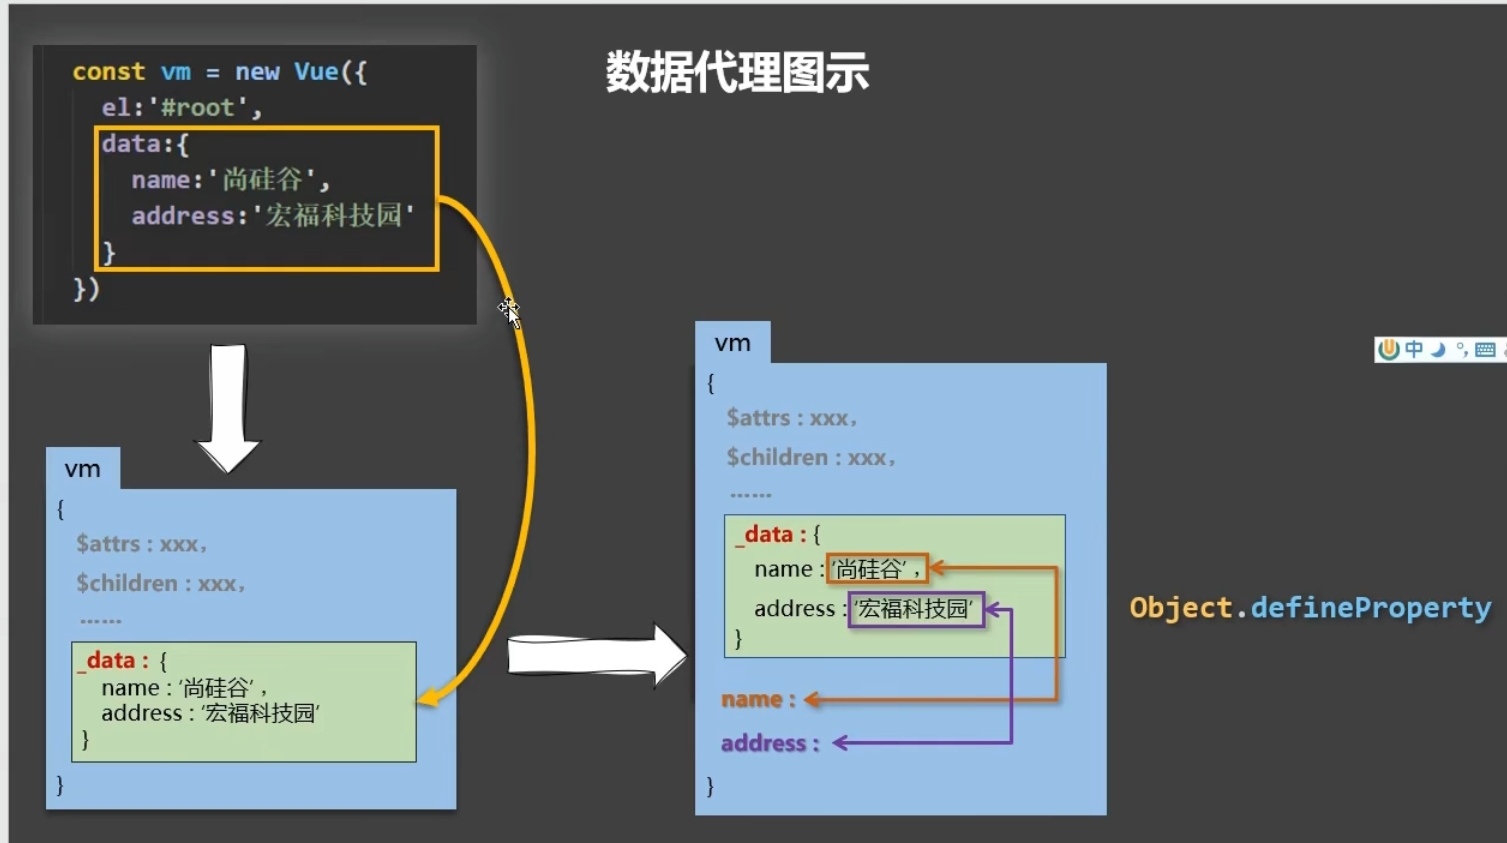 数据代理图示
const vm = new Vue({
el:'#root',
data:{
name:'尚硅谷',
address:'宏福科技园'
}
})
vm
{
$attrs : xxx，
$children : xxx，
……
_data : {
name : ‘尚硅谷’，
address : ‘宏福科技园’
}
}
vm
{
$attrs : xxx，
$children : xxx，
……
_data : {
name : ‘尚硅谷’，
address : ‘宏福科技园’
}
name :
address :
}
Object.defineProperty
中